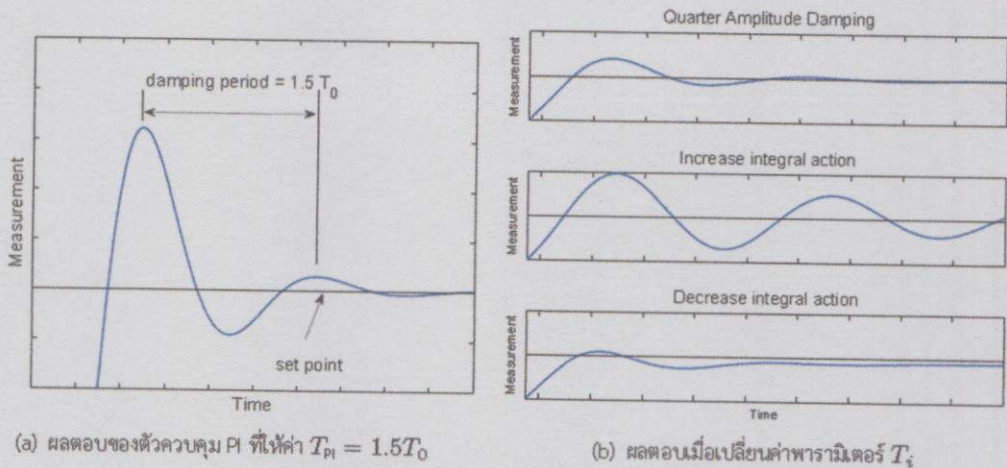 damping period = 1.5 T₀
Measurement
set point
Time
(a) ผลตอบของตัวควบคุม PI ที่ให้ค่า T_PI = 1.5T₀
Quarter Amplitude Damping
Measurement
Increase integral action
Measurement
Decrease integral action
Measurement
Time
(b) ผลตอบเมื่อเปลี่ยนค่าพารามิเตอร์ T_i